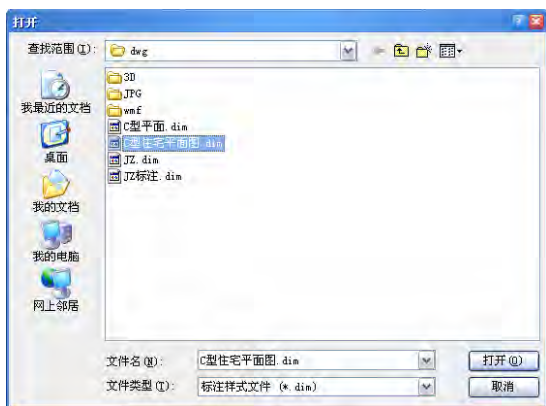 打开
查找范围(I):
dwg
3D
JPG
wmf
C型平面.dim
C型住宅平面图.dim
JZ.dim
JZ标注.dim
我最近的文档
桌面
我的文档
我的电脑
网上邻居
文件名(N):
C型住宅平面图.dim
打开(O)
文件类型(T):
标注样式文件 (*.dim)
取消